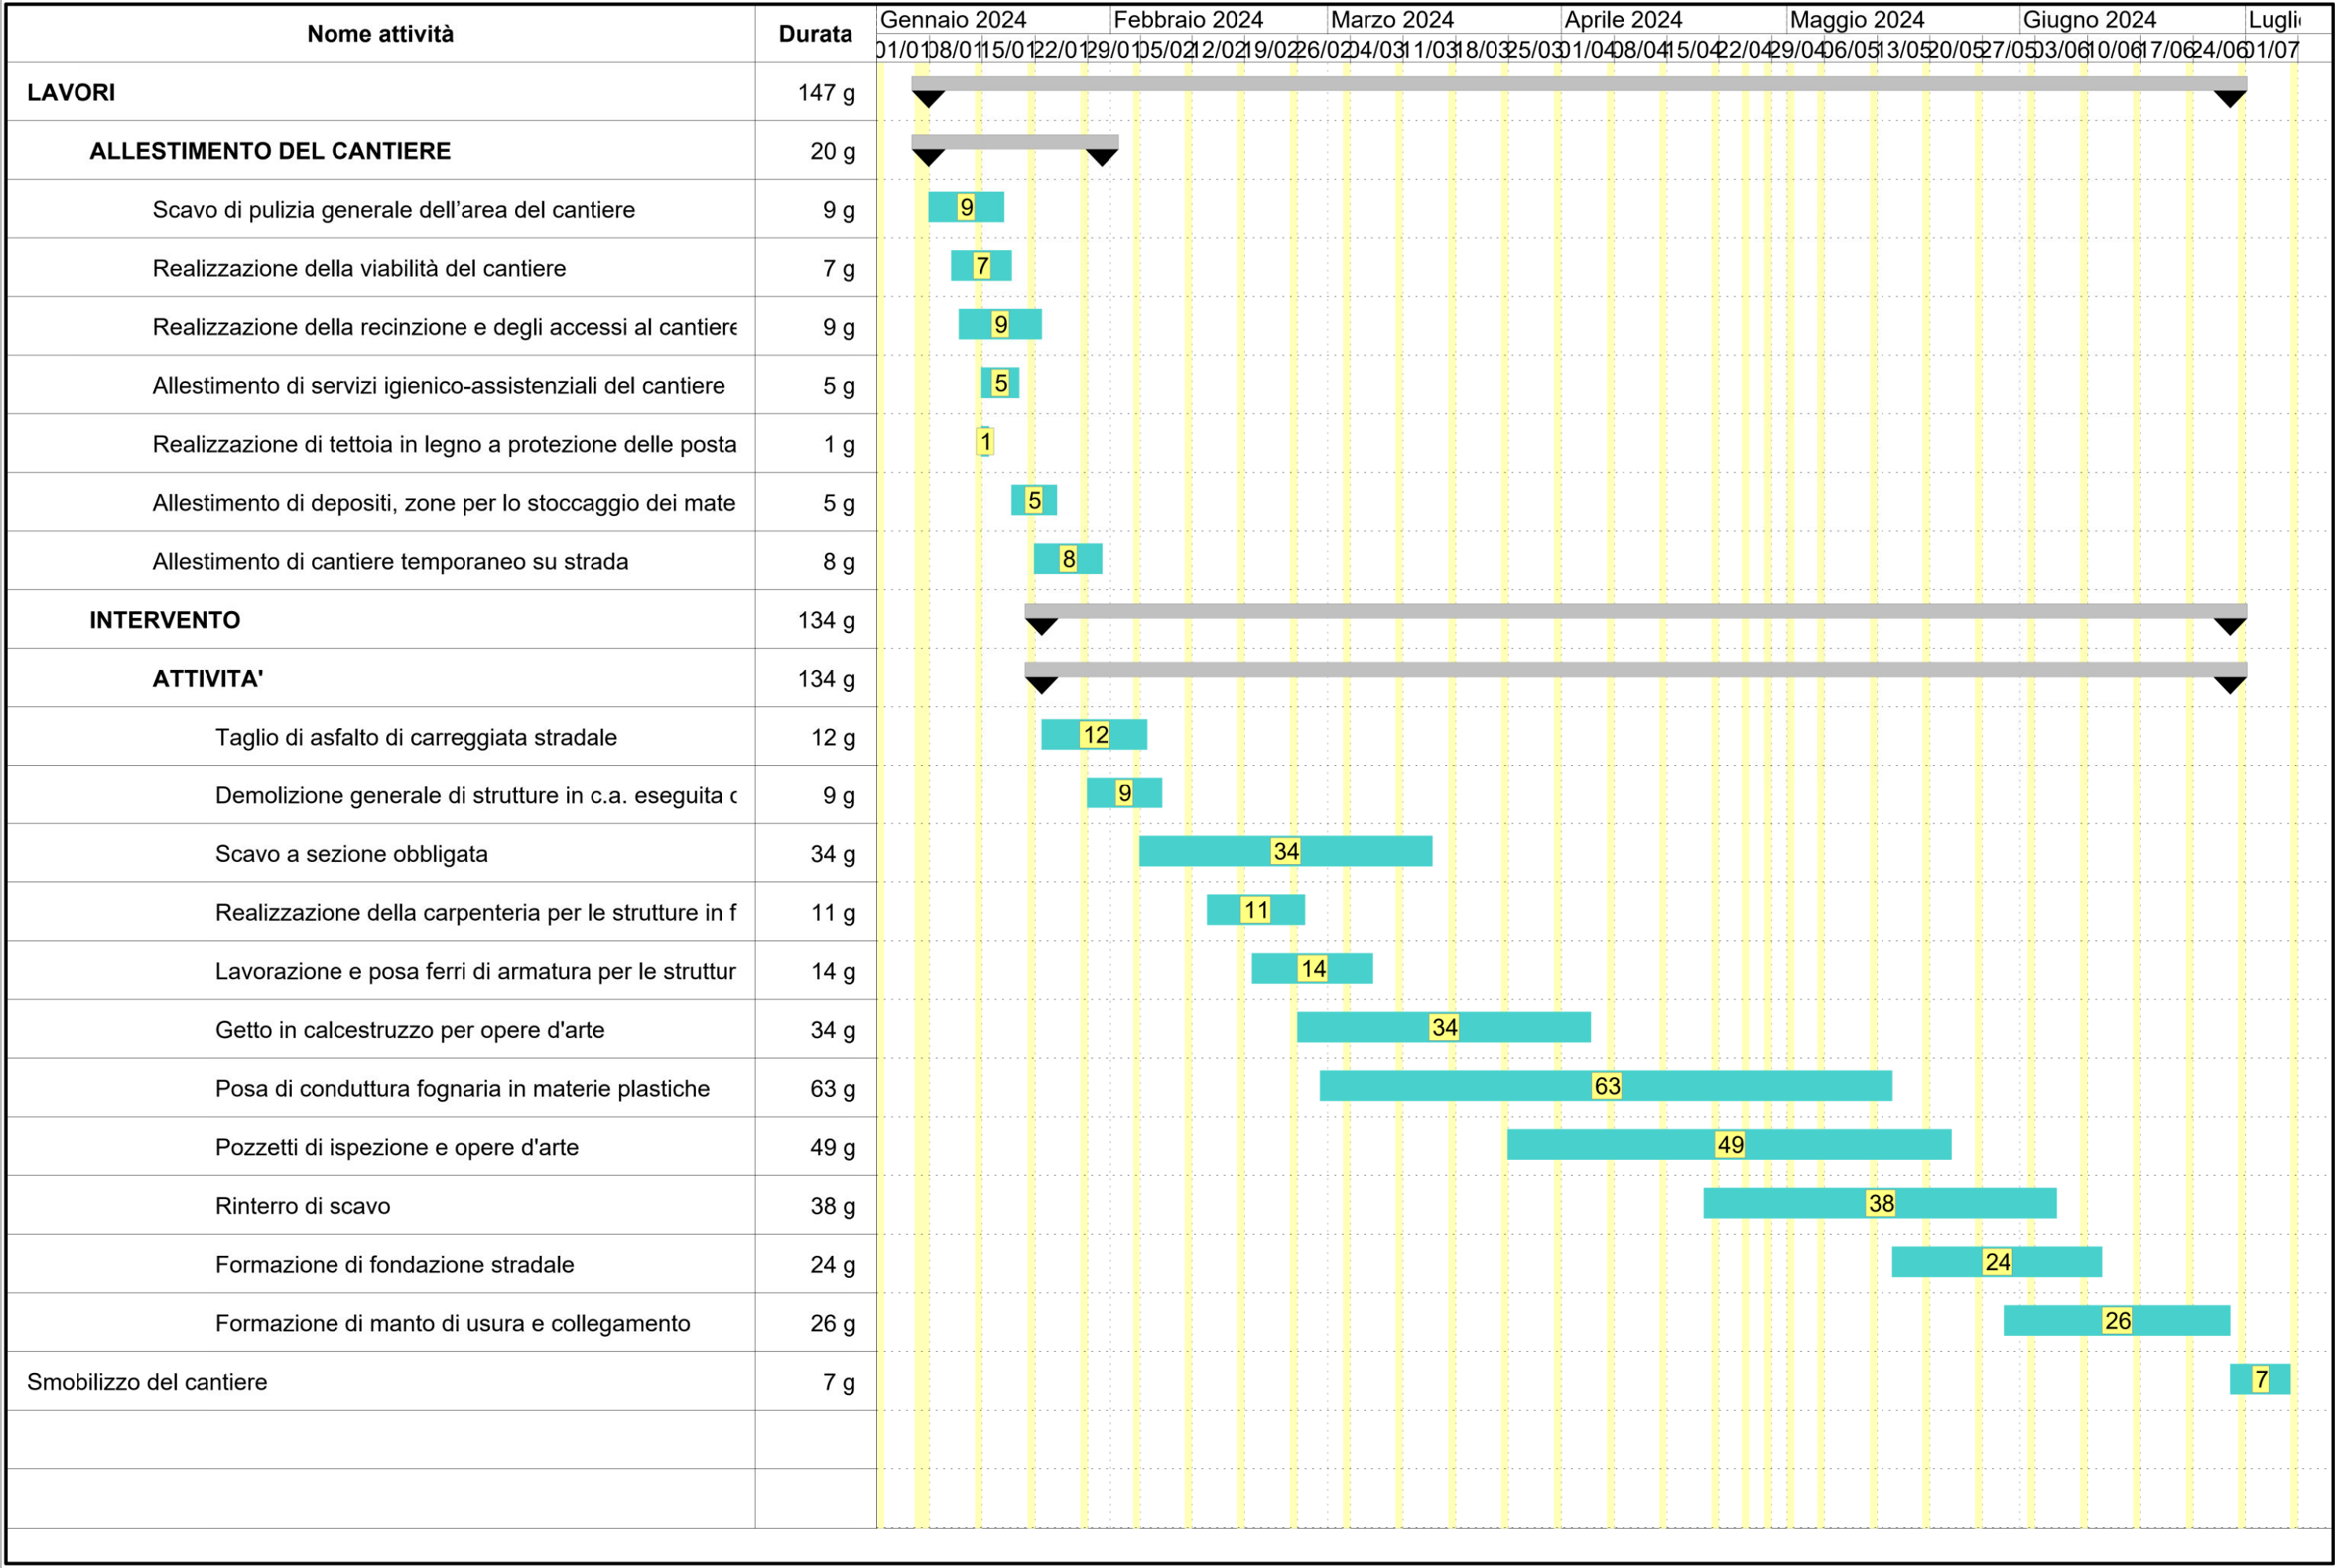 Nome attività Durata Gennaio 2024 Febbraio 2024 Marzo 2024 Aprile 2024 Maggio 2024 Giugno 2024 Lugli
01/01 08/01 15/01 22/01 29/01 05/02 12/02 19/02 26/02 04/03 11/03 18/03 25/03 01/04 08/04 15/04 22/04 29/04 06/05 13/05 20/05 27/05 03/06 10/06 17/06 24/06 01/07
LAVORI 147 g
ALLESTIMENTO DEL CANTIERE 20 g
Scavo di pulizia generale dell'area del cantiere 9 g 9
Realizzazione della viabilità del cantiere 7 g 7
Realizzazione della recinzione e degli accessi al cantiere 9 g 9
Allestimento di servizi igienico-assistenziali del cantiere 5 g 5
Realizzazione di tettoia in legno a protezione delle posta 1 g 1
Allestimento di depositi, zone per lo stoccaggio dei mate 5 g 5
Allestimento di cantiere temporaneo su strada 8 g 8
INTERVENTO 134 g
ATTIVITA' 134 g
Taglio di asfalto di carreggiata stradale 12 g 12
Demolizione generale di strutture in c.a. eseguita c 9 g 9
Scavo a sezione obbligata 34 g 34
Realizzazione della carpenteria per le strutture in f 11 g 11
Lavorazione e posa ferri di armatura per le struttur 14 g 14
Getto in calcestruzzo per opere d'arte 34 g 34
Posa di conduttura fognaria in materie plastiche 63 g 63
Pozzetti di ispezione e opere d'arte 49 g 49
Rinterro di scavo 38 g 38
Formazione di fondazione stradale 24 g 24
Formazione di manto di usura e collegamento 26 g 26
Smobilizzo del cantiere 7 g 7